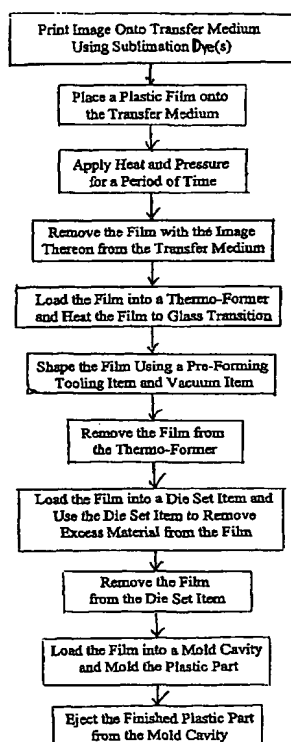 Print Image Onto Transfer Medium
Using Sublimation Dye(s)
Place a Plastic Film onto
the Transfer Medium
Apply Heat and Pressure
for a Period of Time
Remove the Film with the Image
Thereon from the Transfer Medium
Load the Film into a Thermo-Former
and Heat the Film to Glass Transition
Shape the Film Using a Pre-Forming
Tooling Item and Vacuum Item
Remove the Film from
the Thermo-Former
Load the Film into a Die Set Item and
Use the Die Set Item to Remove
Excess Material from the Film
Remove the Film
from the Die Set Item
Load the Film into a Mold Cavity
and Mold the Plastic Part
Eject the Finished Plastic Part
from the Mold Cavity